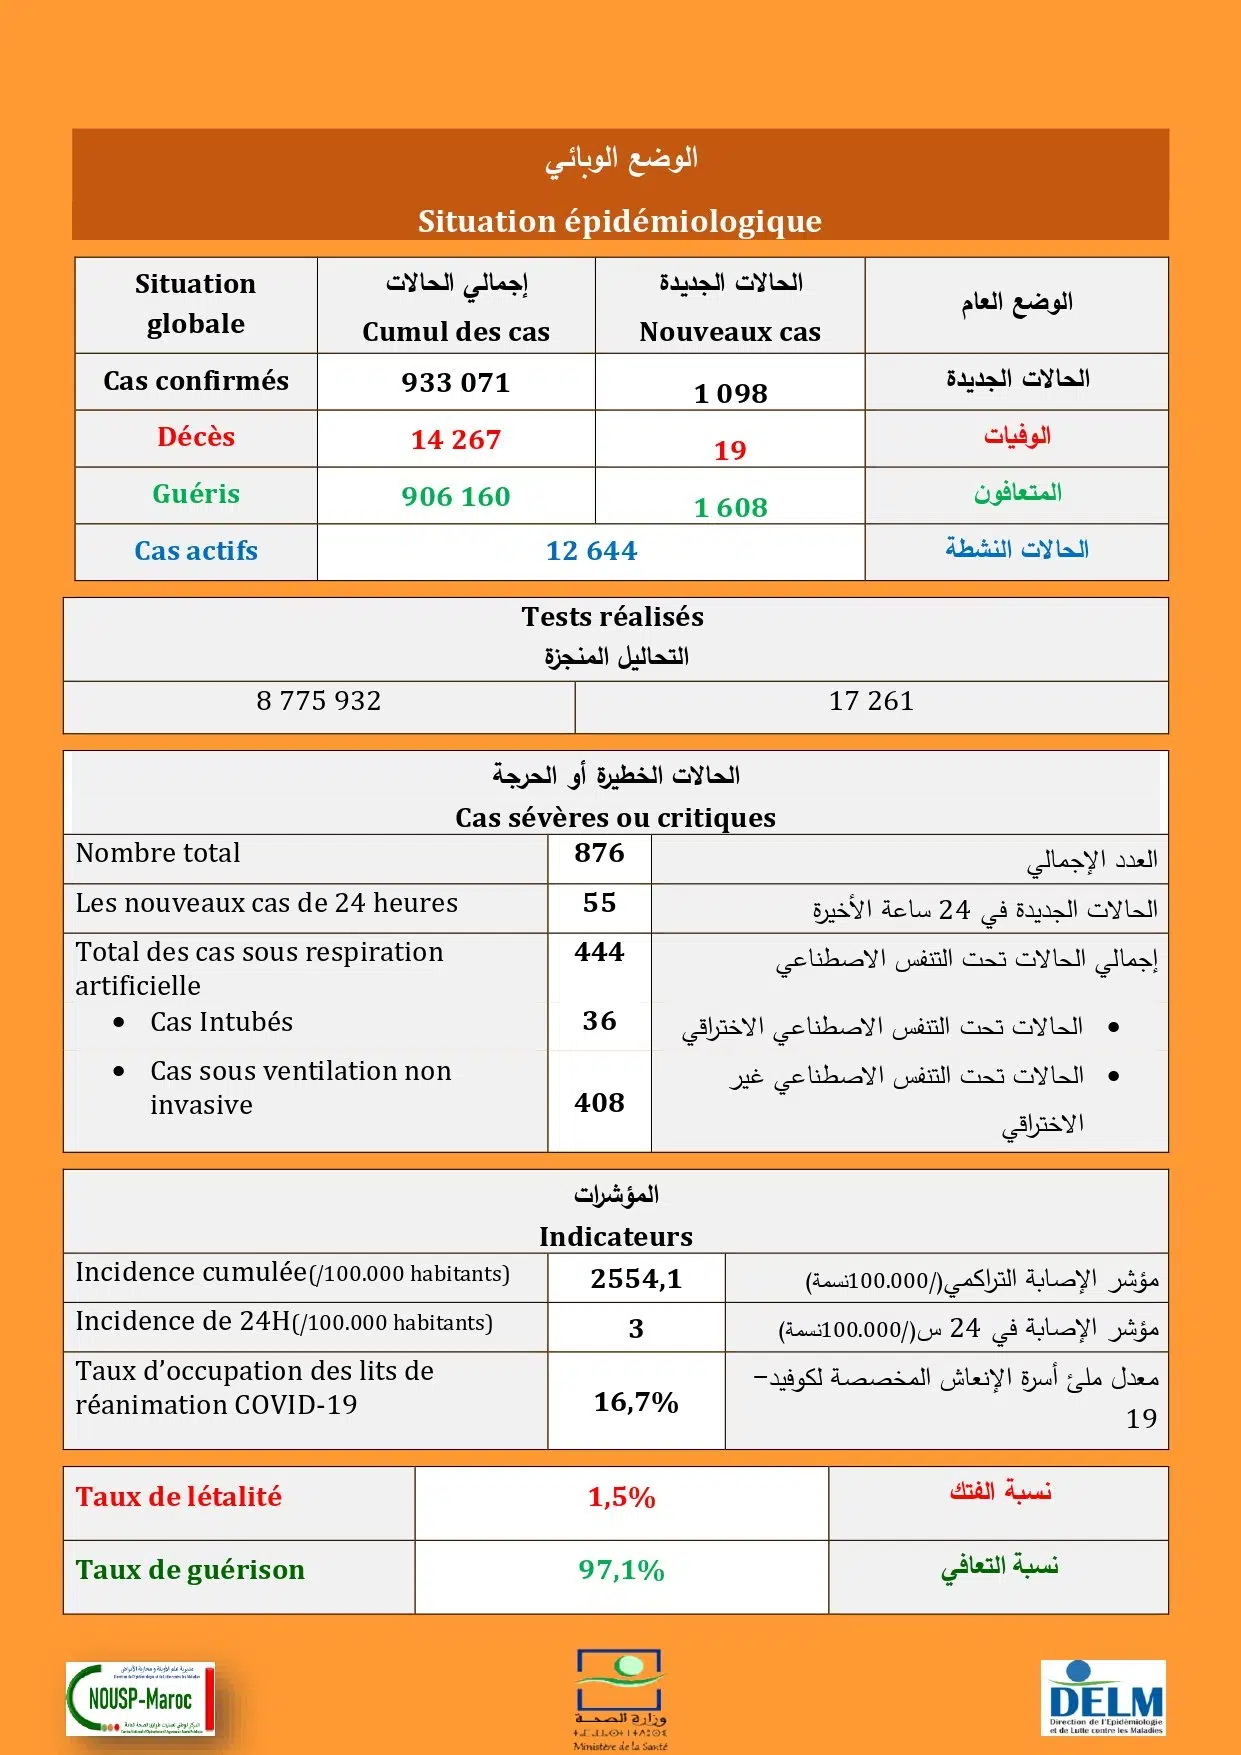 الوضع الوبائي
Situation épidémiologique
Situation globale
إجمالي الحالات
Cumul des cas
الحالات الجديدة
Nouveaux cas
الوضع العام
Cas confirmés 933 071 1 098 الحالات الجديدة
Décès 14 267 19 الوفيات
Guéris 906 160 1 608 المتعافون
Cas actifs 12 644 الحالات النشطة
Tests réalisés
التحاليل المنجزة
8 775 932 17 261
الحالات الخطيرة أو الحرجة
Cas sévères ou critiques
Nombre total 876 العدد الإجمالي
Les nouveaux cas de 24 heures 55 الحالات الجديدة في 24 ساعة الأخيرة
Total des cas sous respiration
artificielle
444 إجمالي الحالات تحت التنفس الاصطناعي
• Cas Intubés 36 • الحالات تحت التنفس الاصطناعي الاختراقي
• Cas sous ventilation non
invasive
408
• الحالات تحت التنفس الاصطناعي غير
الاختراقي
المؤشرات
Indicateurs
Incidence cumulée(/100.000 habitants) 2554,1 مؤشر الإصابة التراكمي(/100.000نسمة)
Incidence de 24H(/100.000 habitants) 3 مؤشر الإصابة في 24 س(/100.000نسمة)
Taux d’occupation des lits de
réanimation COVID-19
16,7%
معدل ملئ أسرة الإنعاش المخصصة لكوفيد–
19
Taux de létalité 1,5% نسبة الفتك
Taux de guérison 97,1% نسبة التعافي
NOUSP-Maroc
وزارة الصحة
Ministère de la Santé
DELM
Direction de l'Epidémiologie
et de Lutte contre les Maladies